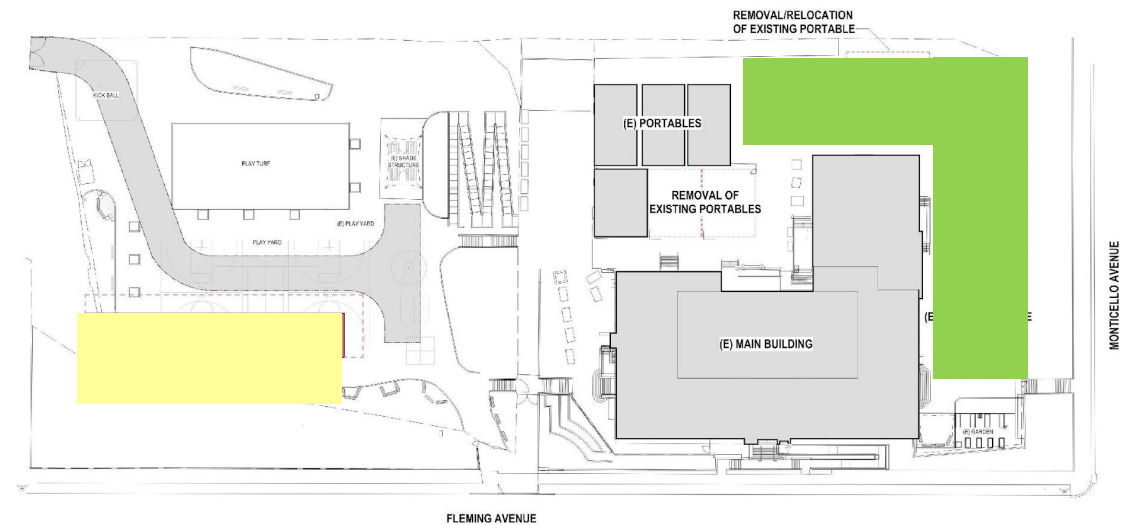 REMOVAL/RELOCATION
OF EXISTING PORTABLE
KICK BALL
(E) PORTABLES
PLAY TURF
(E) SHADE
STRUCTURE
REMOVAL OF
EXISTING PORTABLES
(E) PLAY YARD
PLAY YARD
MONTICELLO AVENUE
(E
E
(E) MAIN BUILDING
(E) GARDEN
FLEMING AVENUE